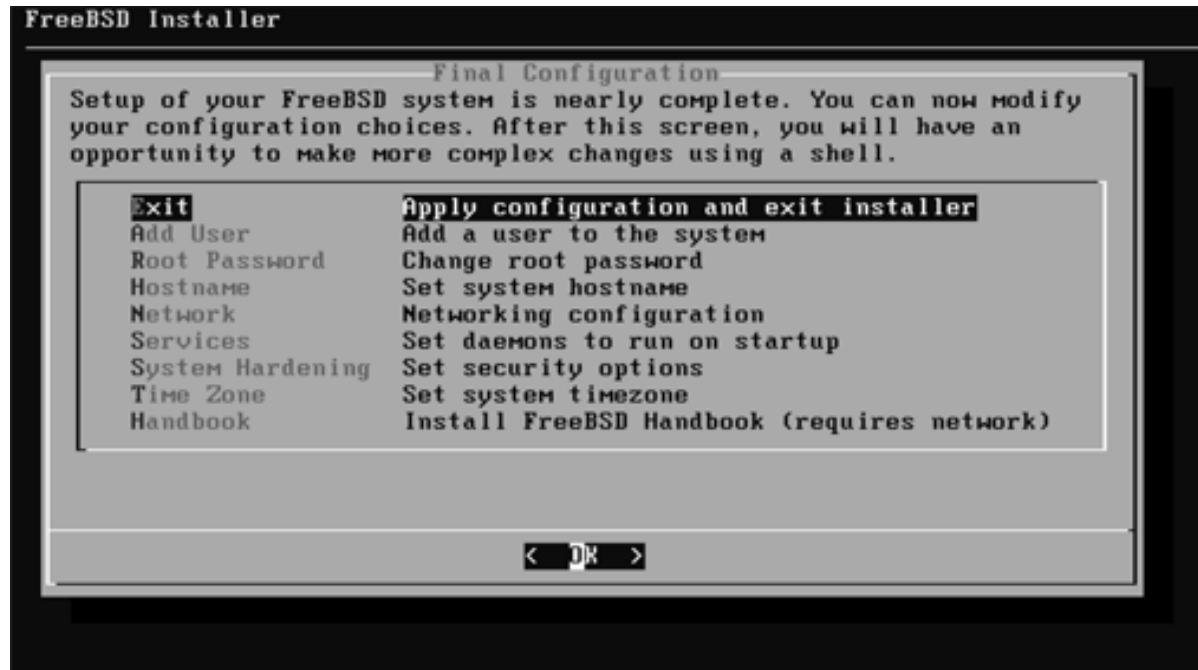 FreeBSD Installer
Final Configuration
Setup of your FreeBSD system is nearly complete. You can now modify
your configuration choices. After this screen, you will have an
opportunity to make more complex changes using a shell.
Exit Apply configuration and exit installer
Add User Add a user to the system
Root Password Change root password
Hostname Set system hostname
Network Networking configuration
Services Set daemons to run on startup
System Hardening Set security options
Time Zone Set system timezone
Handbook Install FreeBSD Handbook (requires network)
< OK >